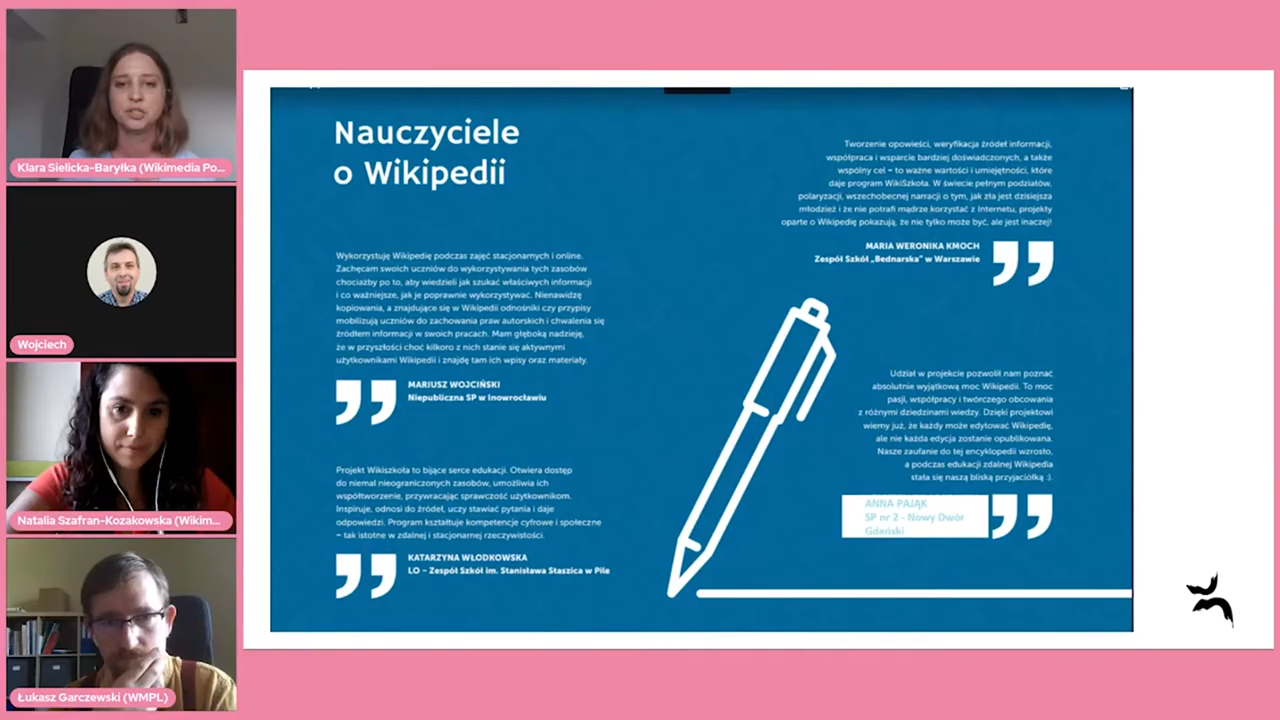 Klara Sielicka-Baryłka (Wikimedia Po...
Wojciech
Natalia Szafran-Kozakowska (Wikim...
Łukasz Garczewski (WMPL)
Nauczyciele
o Wikipedii
Wykorzystuję Wikipedię podczas zajęć stacjonarnych i online.
Zachęcam swoich uczniów do wykorzystywania tych zasobów
chociażby po to, aby wiedzieli jak szukać właściwych informacji
i co ważniejsze, jak je poprawnie wykorzystywać. Nienawidzę
kopiowania, a znajdujące się w Wikipedii odnośniki czy przypisy
mobilizują uczniów do zachowania praw autorskich i chwalenia się
źródłem informacji w swoich pracach. Mam głęboką nadzieję,
że w przyszłości choć kilkoro z nich stanie się aktywnymi
użytkownikami Wikipedii i znajdę tam ich wpisy oraz materiały.
MARIUSZ WOJCIŃSKI
Niepubliczna SP w Inowrocławiu
Projekt Wikiszkoła to bijące serce edukacji. Otwiera dostęp
do niemal nieograniczonych zasobów, umożliwia ich
współtworzenie, przywracając sprawczość użytkownikom.
Inspiruje, odnosi do źródeł, uczy stawiać pytania i daje
odpowiedzi. Program kształtuje kompetencje cyfrowe i społeczne
– tak istotne w zdalnej i stacjonarnej rzeczywistości.
KATARZYNA WŁODKOWSKA
LO – Zespół Szkół im. Stanisława Staszica w Pile
Tworzenie opowieści, weryfikacja źródeł informacji,
współpraca i wsparcie bardziej doświadczonych, a także
wspólny cel – to ważne wartości i umiejętności, które
daje program WikiSzkoła. W świecie pełnym podziałów,
polaryzacji, wszechobecnej narracji o tym, jak zła jest dzisiejsza
młodzież i że nie potrafi mądrze korzystać z Internetu, projekty
oparte o Wikipedię pokazują, że nie tylko może być, ale jest inaczej!
MARIA WERONIKA KMOCH
Zespół Szkół „Bednarska” w Warszawie
Udział w projekcie pozwolił nam poznać
absolutnie wyjątkową moc Wikipedii. To moc
pasji, współpracy i twórczego obcowania
z różnymi dziedzinami wiedzy. Dzięki projektowi
wiemy już, że każdy może edytować Wikipedię,
ale nie każda edycja zostanie opublikowana.
Nasze zaufanie do tej encyklopedii wzrosło,
a podczas edukacji zdalnej Wikipedia
stała się naszą bliską przyjaciółką :).
ANNA PAJĄK
SP nr 2 - Nowy Dwór
Gdański